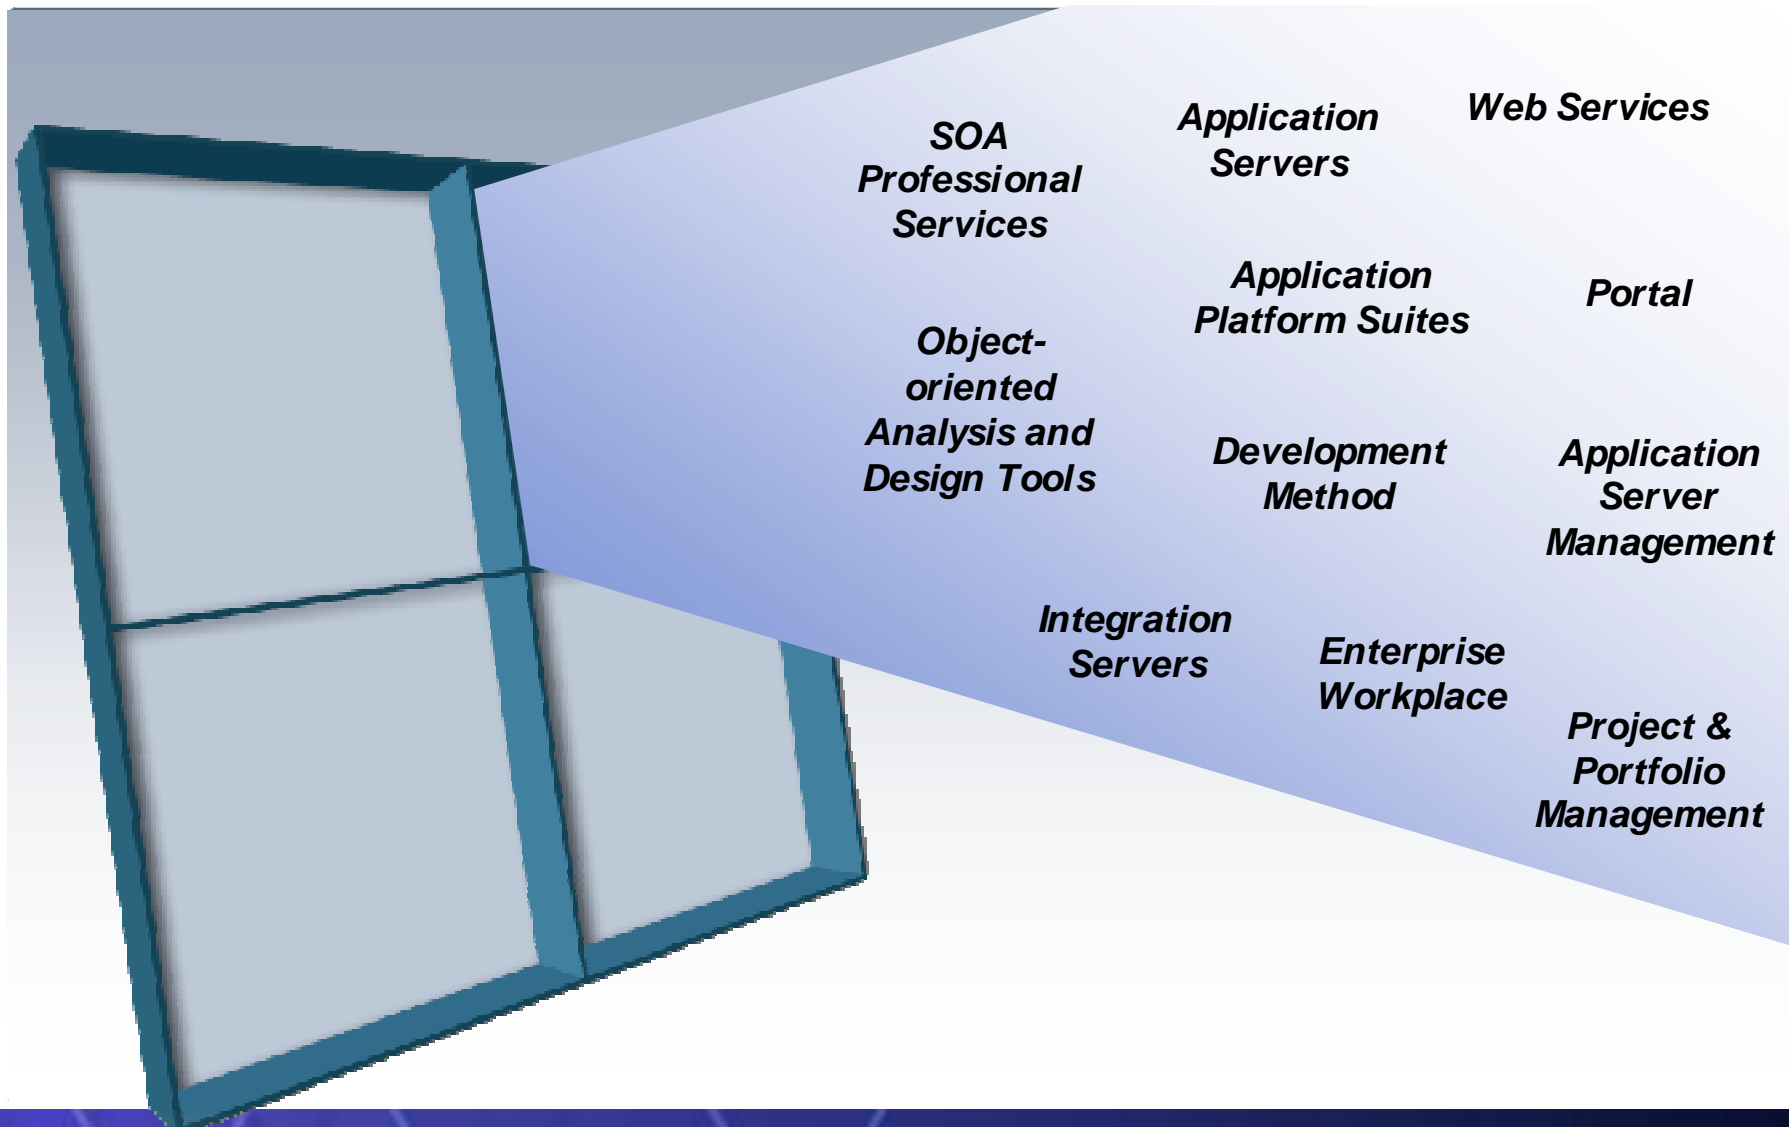 SOA
Professional
Services
Application
Servers
Web Services
Application
Platform Suites
Portal
Object-
oriented
Analysis and
Design Tools
Development
Method
Application
Server
Management
Integration
Servers
Enterprise
Workplace
Project &
Portfolio
Management